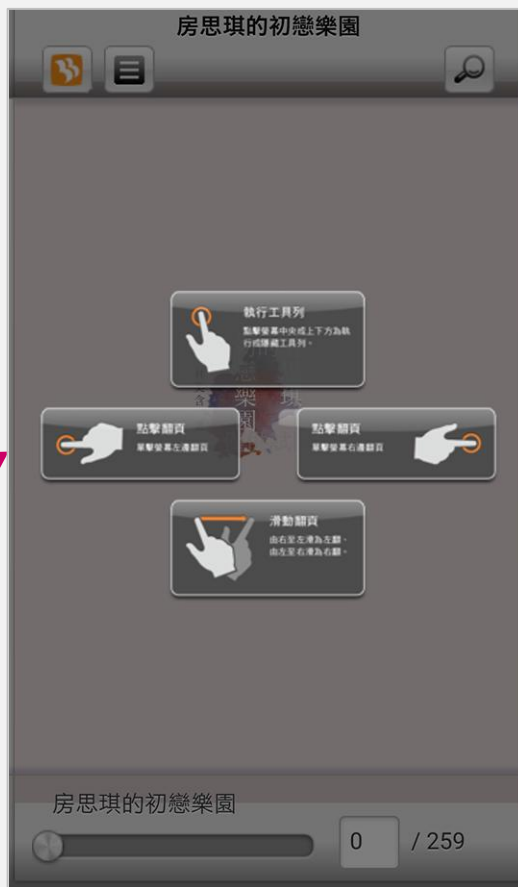 房思琪的初戀樂園
執行工具列
點擊螢幕中央或上下方為執
行或隱藏工具列。
點擊翻頁
單擊螢幕左邊翻頁
點擊翻頁
單擊螢幕右邊翻頁
滑動翻頁
由右至左滑為左翻，
由左至右滑為右翻。
房思琪的初戀樂園
0 / 259